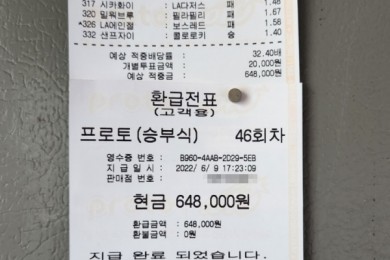 317 시카화이 : LA다저스 패 1.48
320 밀워브루 : 필라필리 패 1.67
*326 LA에인절 : 보스레드 패 1.58
332 샌프자이 : 콜로로키 승 1.40
예상 적중배당률 : 32.40배
개별투표금액 : 20,000원
예상 적중금 : 648,000원
환급전표
(고객용)
프로토(승부식) 46회차
영수증 번호 : B960-4AAB-2D29-5EB
지급 일시 : 2022/ 6/ 9 17:23:09
판매점 번호 :
현금 648,000원
환급금액 : 648,000원
환불금액 : 0원
지급 완료 되었습니다.